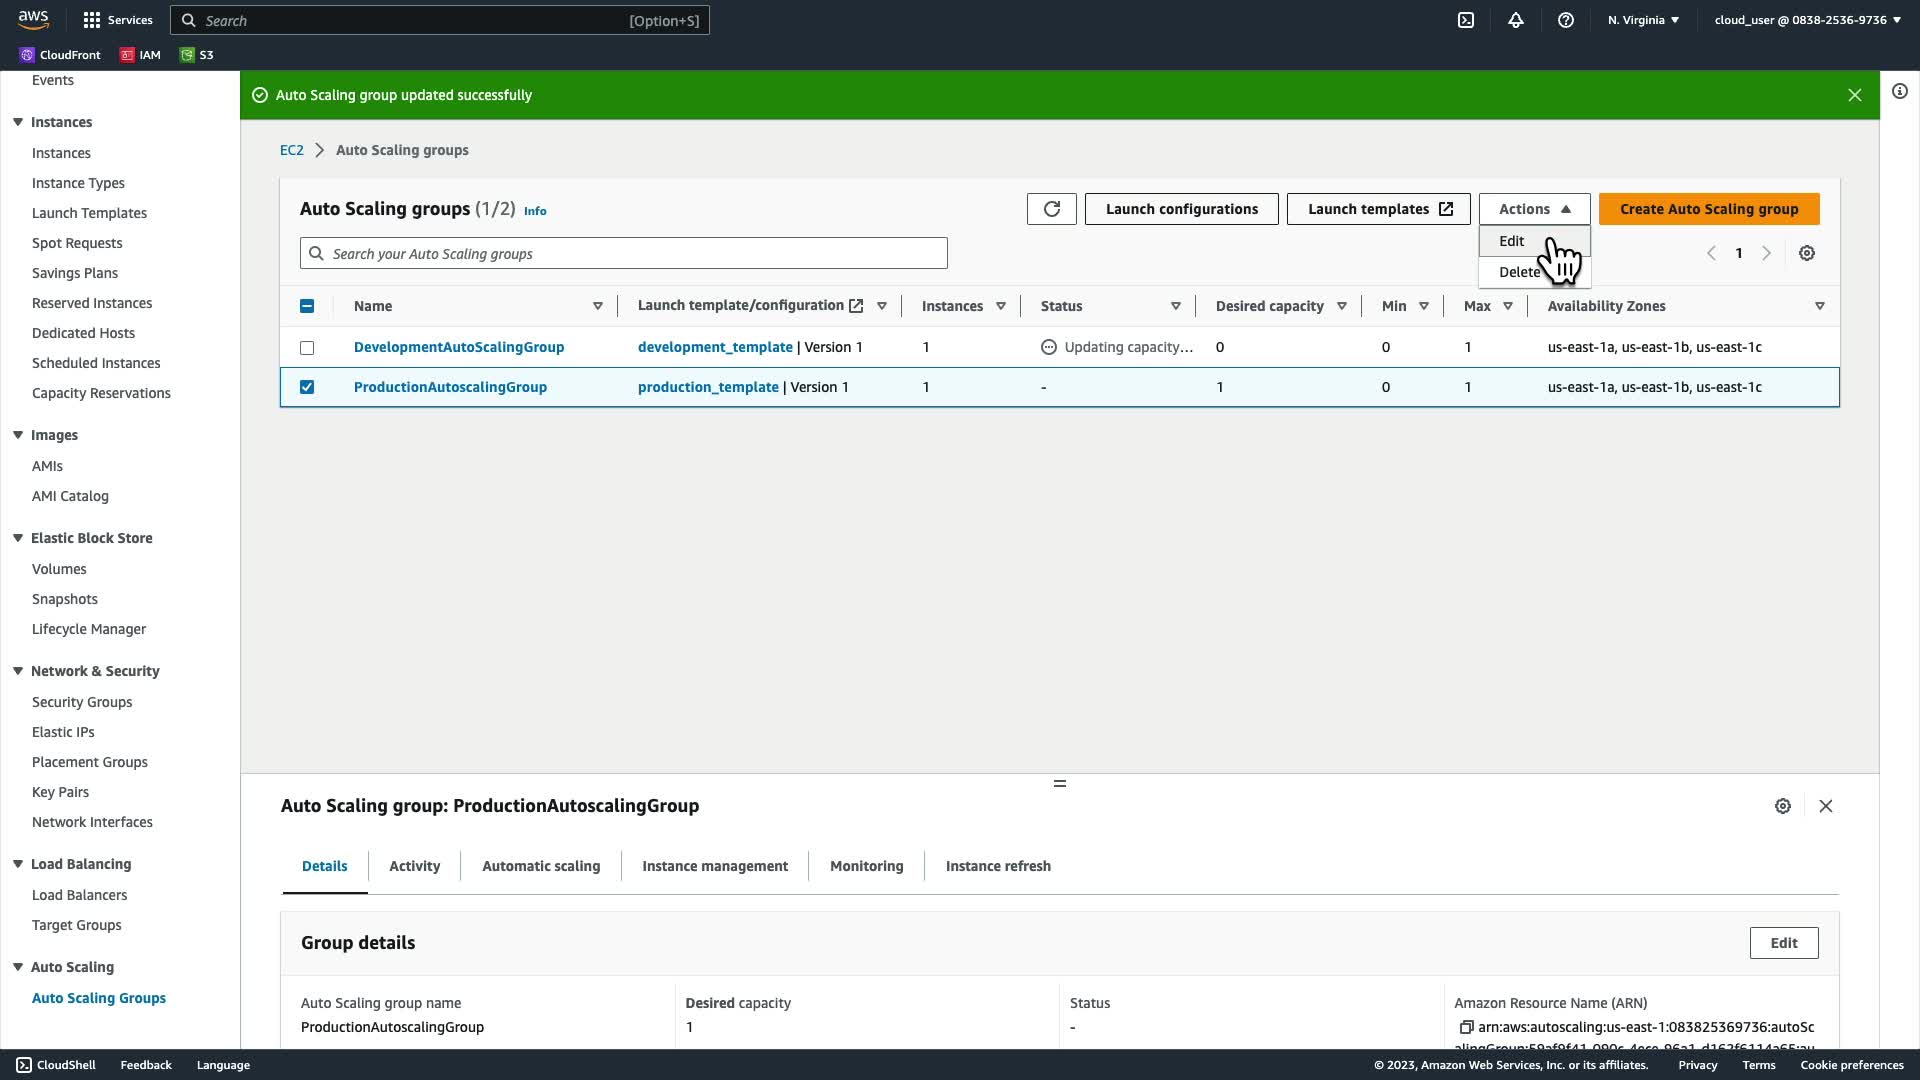 aws
Services
Search
[Option+S]
N. Virginia
cloud_user @ 0838-2536-9736
CloudFront
IAM
S3
Events
Instances
Instances
Instance Types
Launch Templates
Spot Requests
Savings Plans
Reserved Instances
Dedicated Hosts
Scheduled Instances
Capacity Reservations
Images
AMIs
AMI Catalog
Elastic Block Store
Volumes
Snapshots
Lifecycle Manager
Network & Security
Security Groups
Elastic IPs
Placement Groups
Key Pairs
Network Interfaces
Load Balancing
Load Balancers
Target Groups
Auto Scaling
Auto Scaling Groups
Auto Scaling group updated successfully
EC2 > Auto Scaling groups
Auto Scaling groups (1/2) Info
Launch configurations
Launch templates
Actions
Create Auto Scaling group
Edit
Delete
Search your Auto Scaling groups
1
Name Launch template/configuration Instances Status Desired capacity Min Max Availability Zones
DevelopmentAutoScalingGroup development_template | Version 1 1 Updating capacity... 0 0 1 us-east-1a, us-east-1b, us-east-1c
ProductionAutoscalingGroup production_template | Version 1 1 - 1 0 1 us-east-1a, us-east-1b, us-east-1c
Auto Scaling group: ProductionAutoscalingGroup
Details Activity Automatic scaling Instance management Monitoring Instance refresh
Group details
Edit
Auto Scaling group name
ProductionAutoscalingGroup
Desired capacity
1
Status
-
Amazon Resource Name (ARN)
arn:aws:autoscaling:us-east-1:083825369736:autoSc
CloudShell Feedback Language
© 2023, Amazon Web Services, Inc. or its affiliates. Privacy Terms Cookie preferences